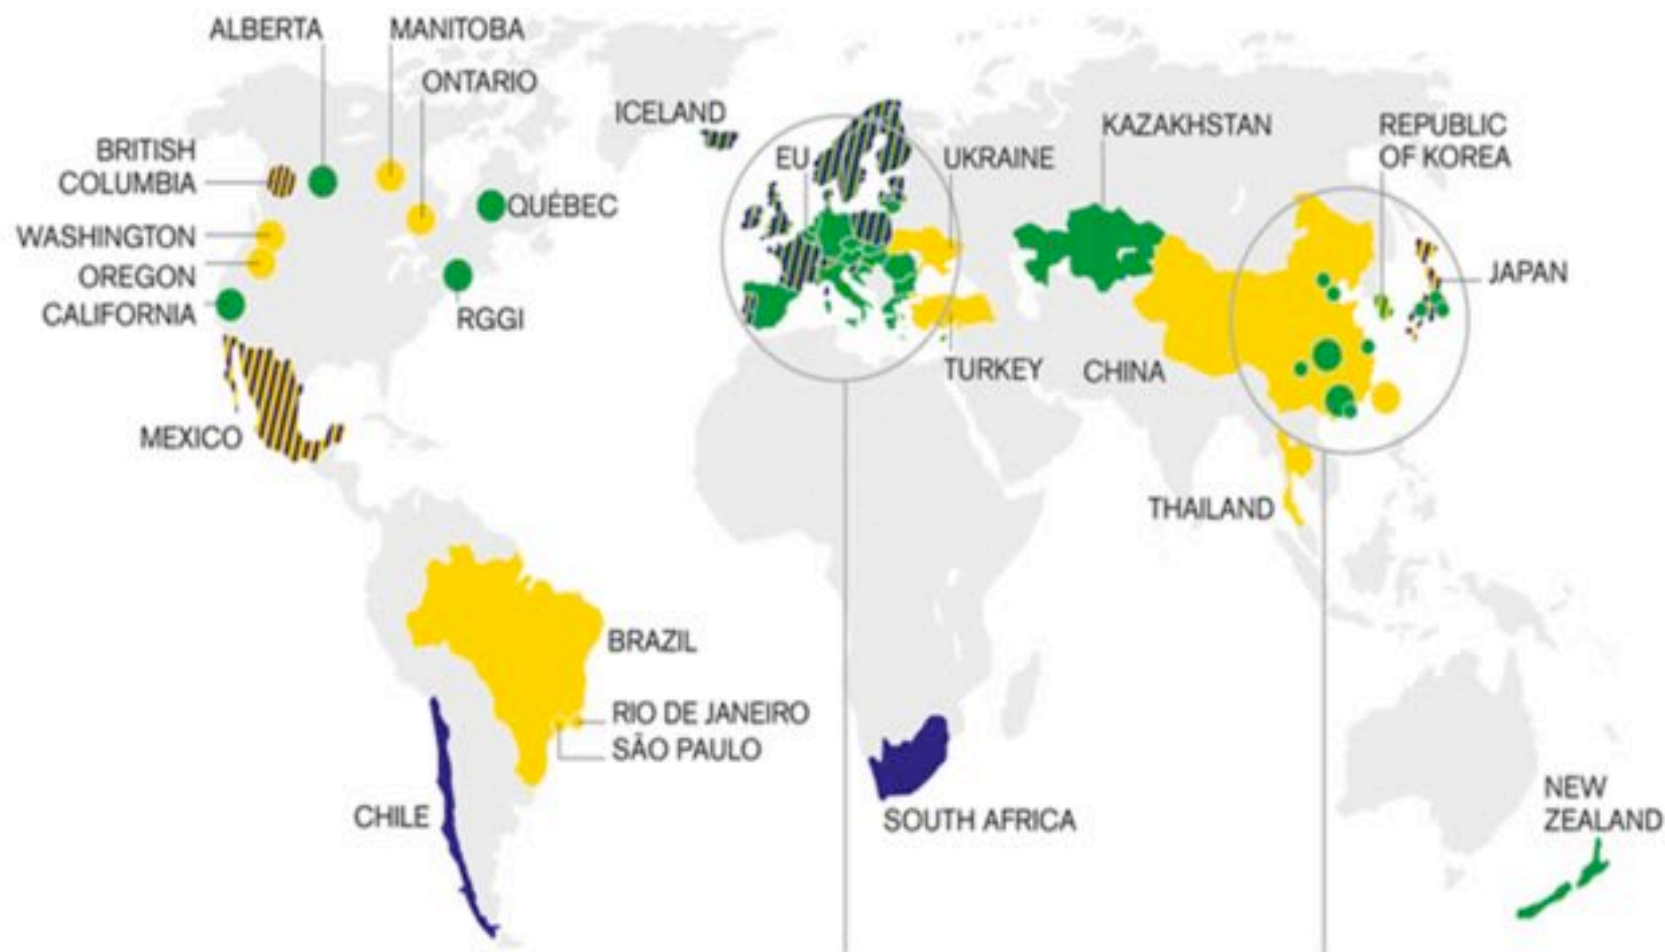 ALBERTA
MANITOBA
ONTARIO
ICELAND
KAZAKHSTAN
REPUBLIC
OF KOREA
BRITISH
COLUMBIA
EU
UKRAINE
QUÉBEC
WASHINGTON
OREGON
JAPAN
CALIFORNIA
RGGI
TURKEY
CHINA
MEXICO
THAILAND
BRAZIL
RIO DE JANEIRO
SÃO PAULO
CHILE
SOUTH AFRICA
NEW
ZEALAND